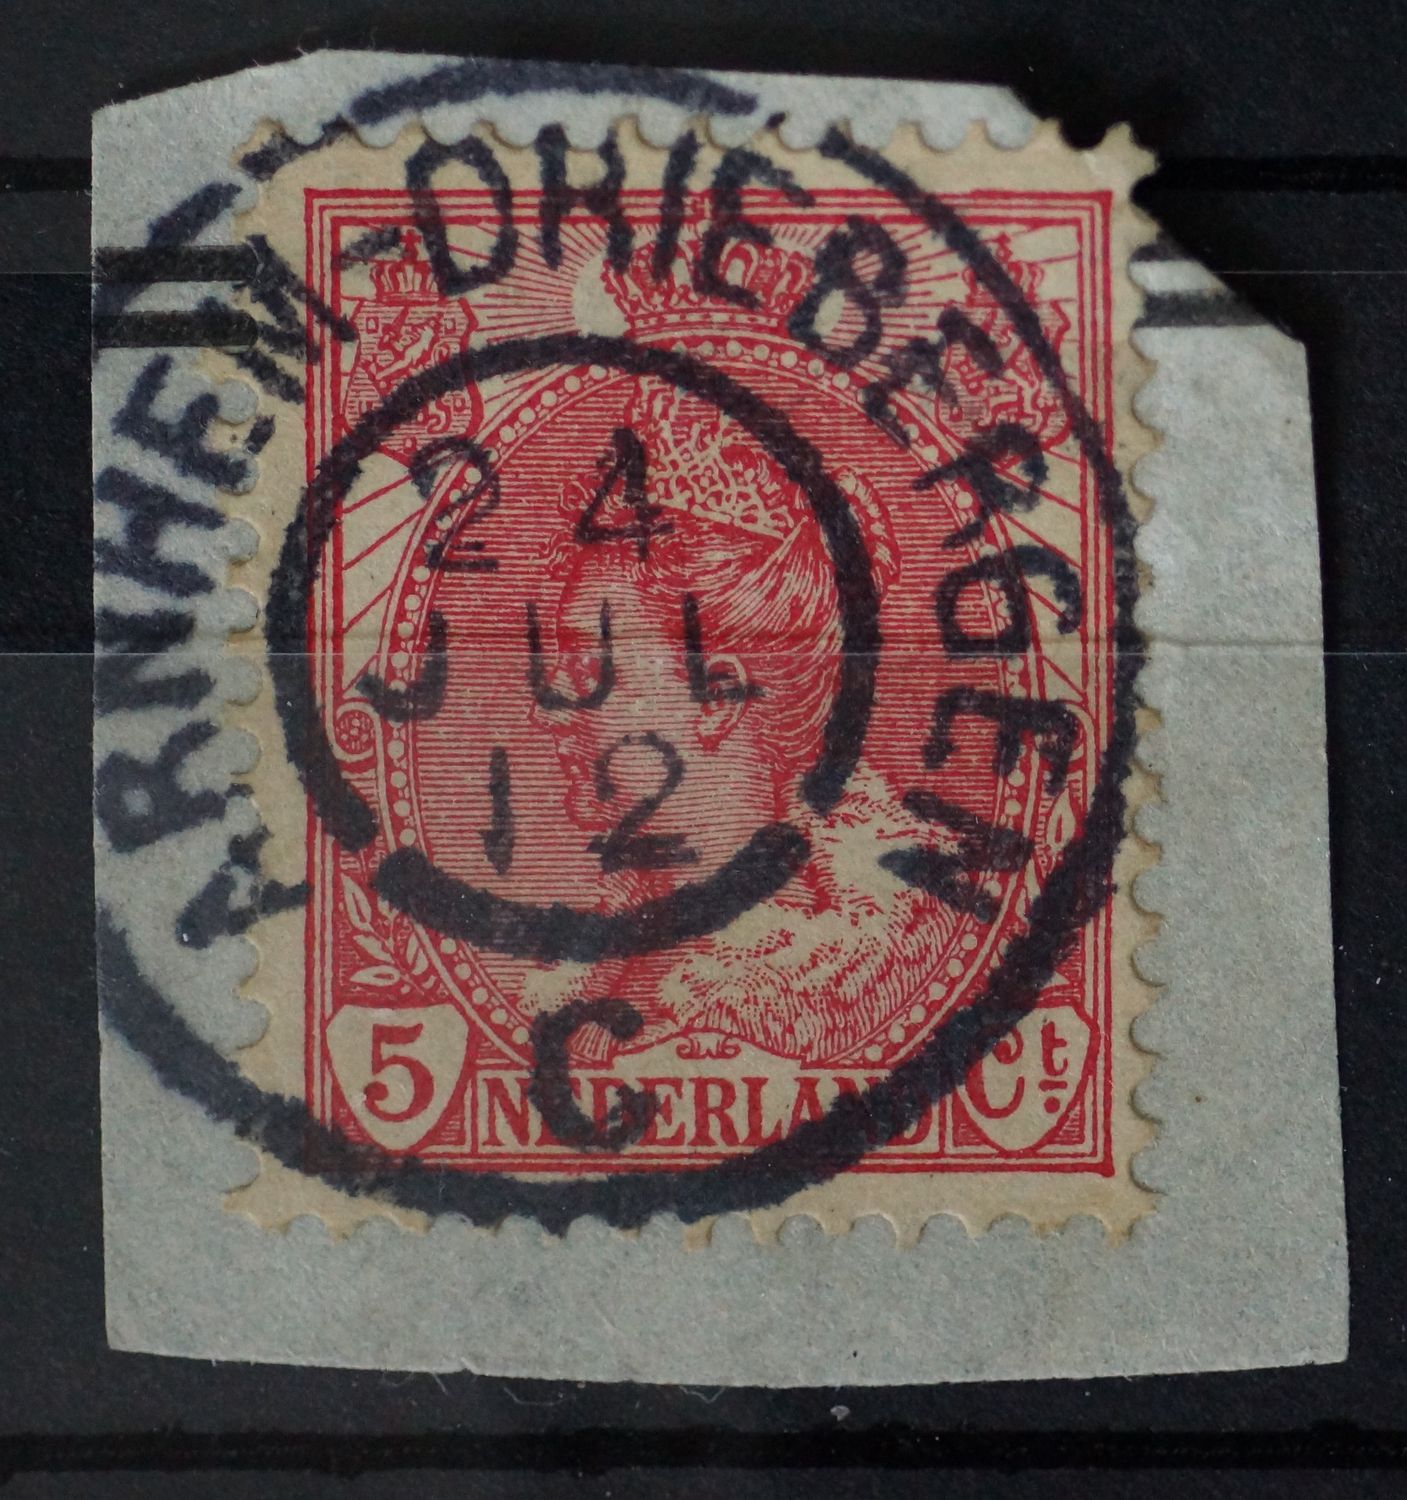 ARNHEM-DRIEBERGEN
24
JUL
12
C
5 NEDERLAND Ct.